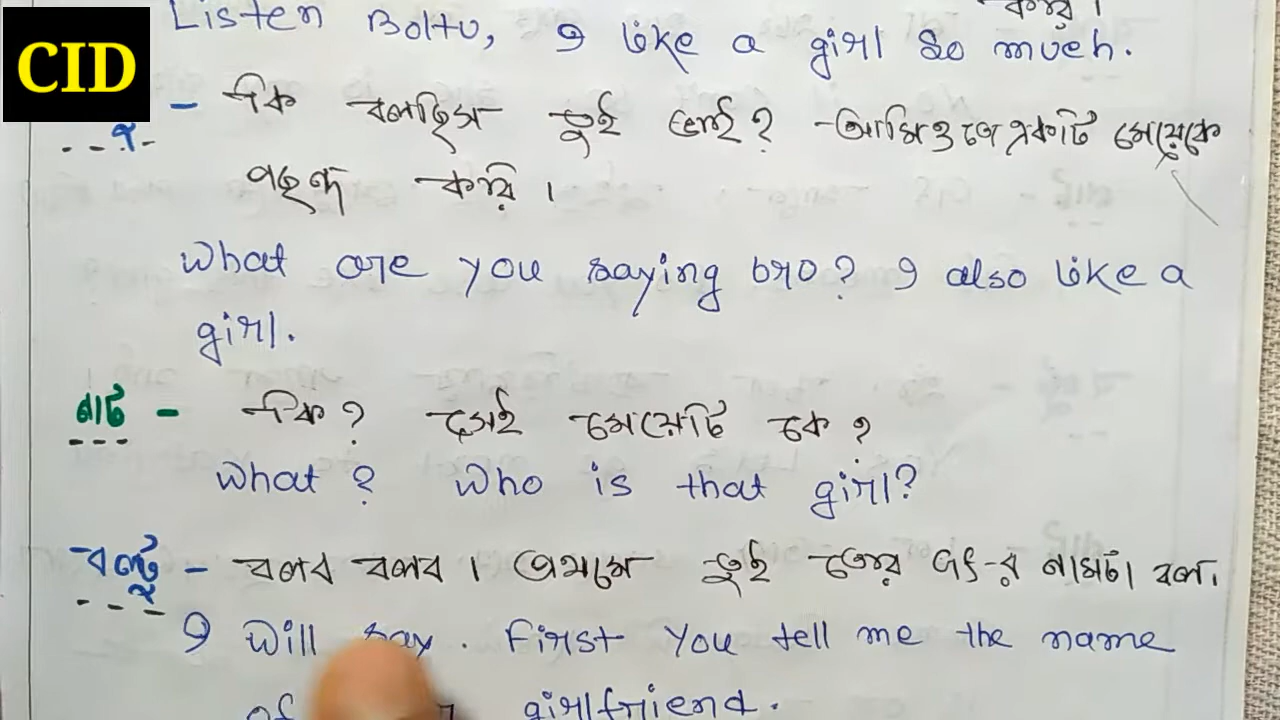 করি।
CID
Listen Boltu, I like a girl so much.
- কি বলছিস তুই ভাই? আমিও যে একটি মেয়েকে
পছন্দ করি।
What are you saying bro? I also like a
girl.
নাট - কি? সেই মেয়েটি কে?
What? Who is that girl?
বল্টু - বলব বলব। প্রথমে তুই তোর GF-র নামটা বল।
I will say. First you tell me the name
of girlfriend.